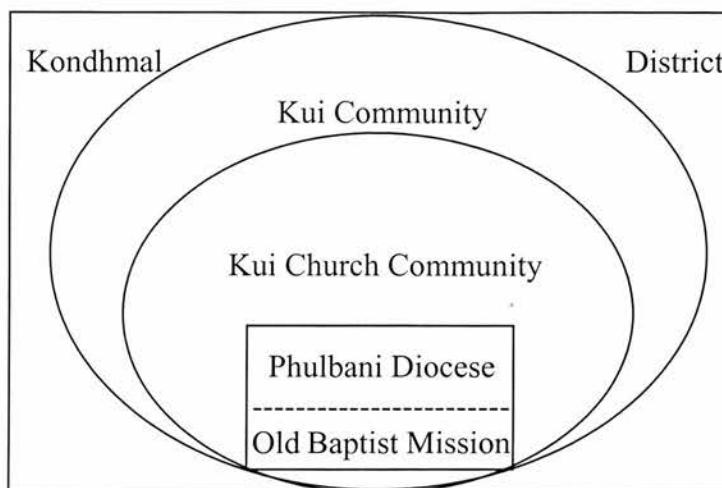 Kondhmal District
Kui Community
Kui Church Community
Phulbani Diocese
Old Baptist Mission